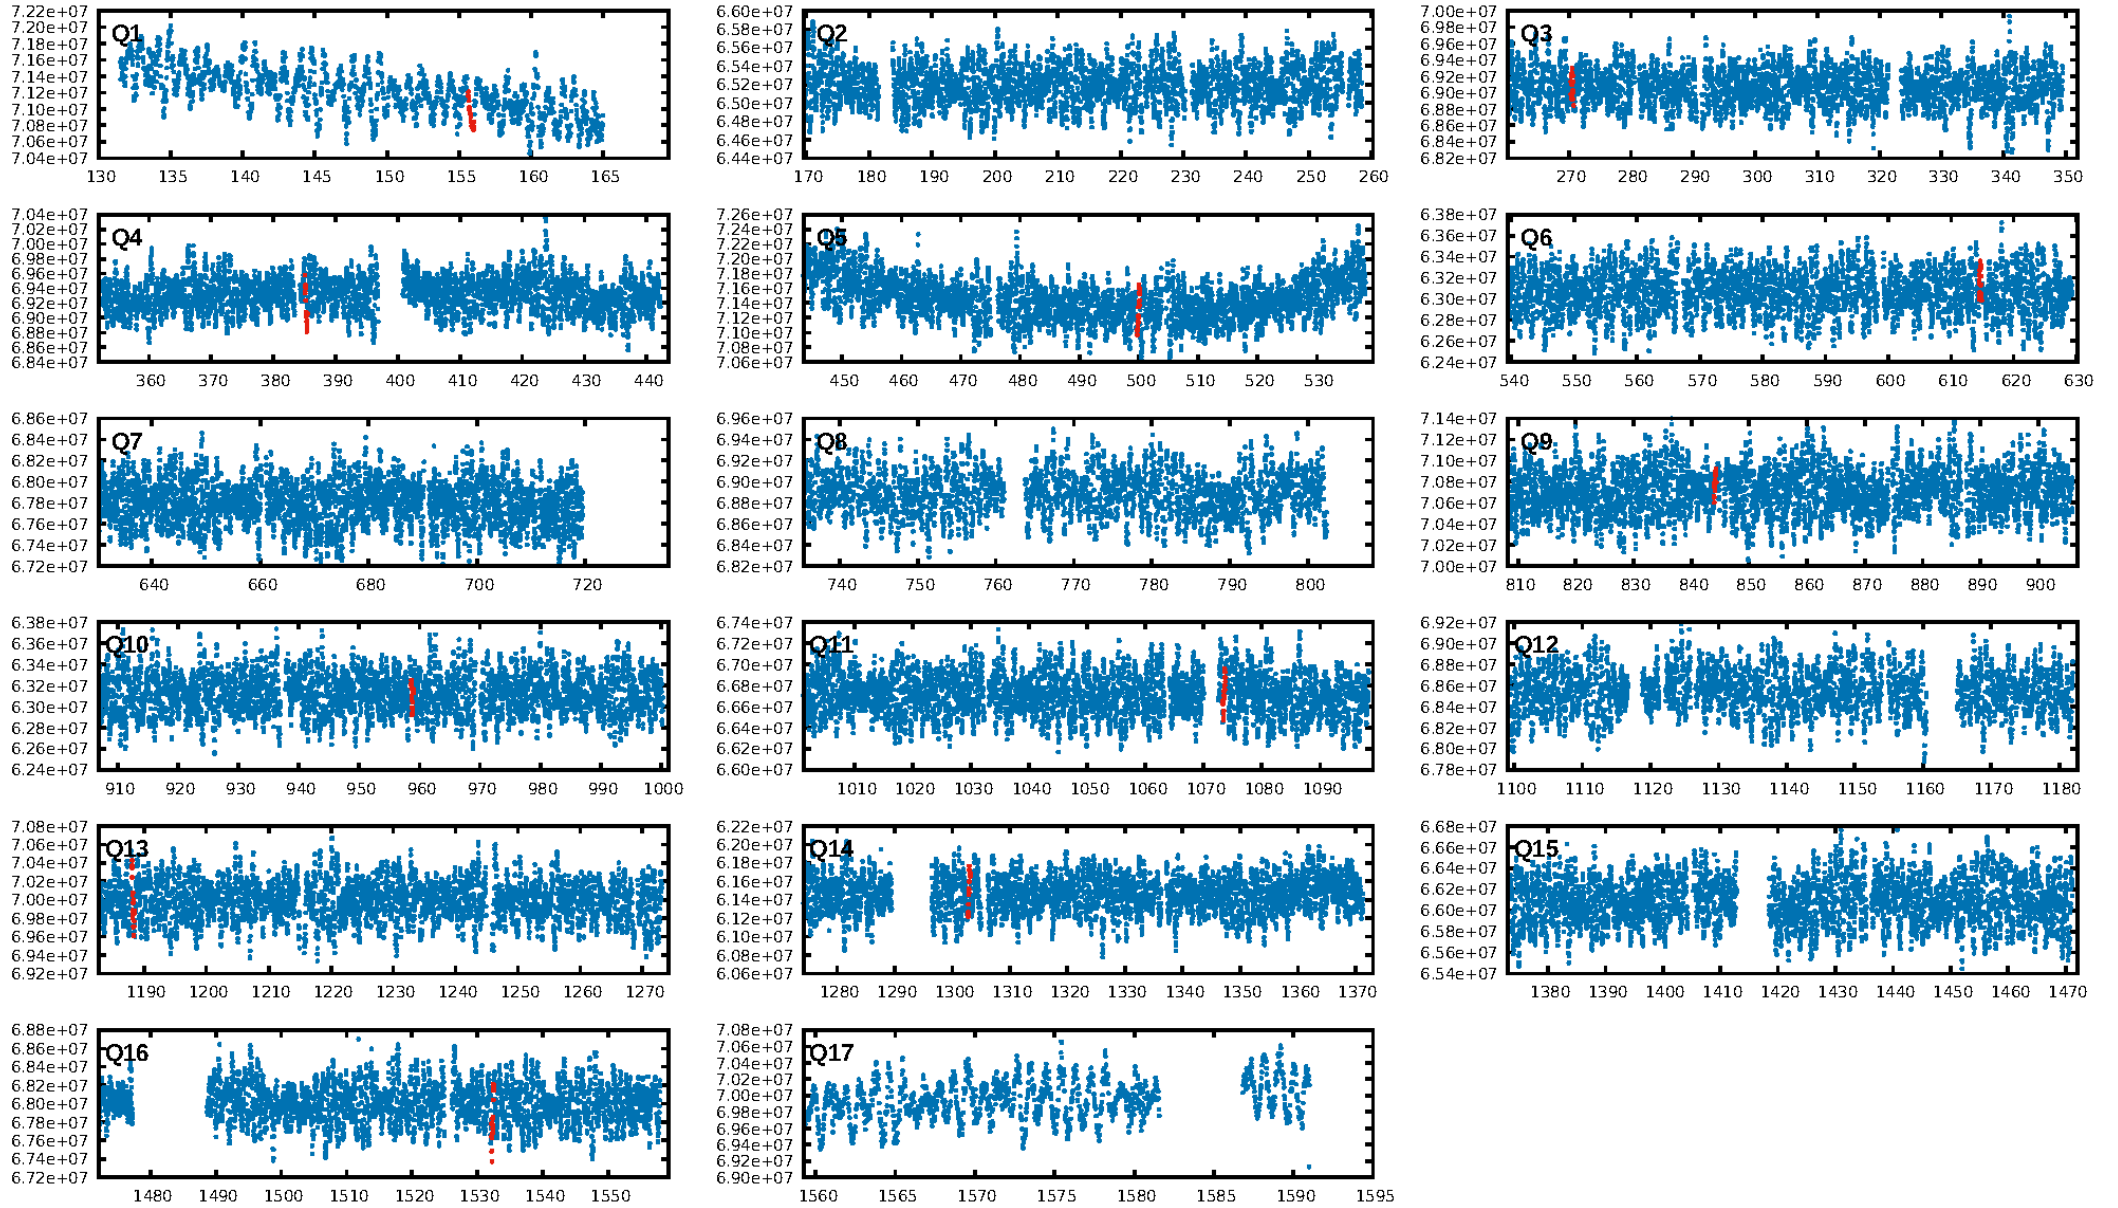 Q1
7.22e+07
7.20e+07
7.18e+07
7.16e+07
7.14e+07
7.12e+07
7.10e+07
7.08e+07
7.06e+07
7.04e+07
130 135 140 145 150 155 160 165
Q2
6.60e+07
6.58e+07
6.56e+07
6.54e+07
6.53e+07
6.50e+07
6.48e+07
6.46e+07
6.44e+07
170 180 190 200 210 220 230 240 250 260
Q3
7.00e+07
6.98e+07
6.96e+07
6.94e+07
6.92e+07
6.90e+07
6.88e+07
6.86e+07
6.84e+07
6.82e+07
270 280 290 300 310 320 330 340 350
Q4
7.04e+07
7.02e+07
7.00e+07
6.98e+07
6.96e+07
6.94e+07
6.92e+07
6.90e+07
6.88e+07
6.86e+07
6.84e+07
360 370 380 390 400 410 420 430 440
Q5
7.26e+07
7.24e+07
7.22e+07
7.20e+07
7.18e+07
7.16e+07
7.14e+07
7.12e+07
7.10e+07
7.08e+07
7.06e+07
450 460 470 480 490 500 510 520 530
Q6
6.38e+07
6.36e+07
6.34e+07
6.33e+07
6.30e+07
6.28e+07
6.26e+07
6.24e+07
540 550 560 570 580 590 600 610 620 630
Q7
6.86e+07
6.84e+07
6.82e+07
6.80e+07
6.78e+07
6.76e+07
6.74e+07
6.72e+07
640 660 680 700 720
Q8
6.96e+07
6.94e+07
6.93e+07
6.90e+07
6.88e+07
6.86e+07
6.84e+07
6.82e+07
740 750 760 770 780 790 800
Q9
7.14e+07
7.12e+07
7.10e+07
7.08e+07
7.06e+07
7.04e+07
7.02e+07
7.00e+07
810 820 830 840 850 860 870 880 890 900
Q10
6.38e+07
6.36e+07
6.34e+07
6.32e+07
6.30e+07
6.28e+07
6.26e+07
6.24e+07
910 920 930 940 950 960 970 980 990 1000
Q11
6.74e+07
6.72e+07
6.70e+07
6.68e+07
6.66e+07
6.64e+07
6.62e+07
6.60e+07
1010 1020 1030 1040 1050 1060 1070 1080 1090
Q12
6.92e+07
6.90e+07
6.88e+07
6.86e+07
6.84e+07
6.83e+07
6.80e+07
6.78e+07
1100 1110 1120 1130 1140 1150 1160 1170 1180
Q13
7.08e+07
7.06e+07
7.04e+07
7.02e+07
7.00e+07
6.98e+07
6.96e+07
6.94e+07
6.92e+07
1190 1200 1210 1220 1230 1240 1250 1260 1270
Q14
6.22e+07
6.20e+07
6.18e+07
6.16e+07
6.14e+07
6.12e+07
6.10e+07
6.08e+07
6.06e+07
1280 1290 1300 1310 1320 1330 1340 1350 1360 1370
Q15
6.68e+07
6.66e+07
6.64e+07
6.62e+07
6.60e+07
6.58e+07
6.56e+07
6.54e+07
1380 1390 1400 1410 1420 1430 1440 1450 1460 1470
Q16
6.88e+07
6.86e+07
6.84e+07
6.82e+07
6.80e+07
6.78e+07
6.76e+07
6.74e+07
6.72e+07
1480 1490 1500 1510 1520 1530 1540 1550
Q17
7.08e+07
7.06e+07
7.04e+07
7.02e+07
7.00e+07
6.98e+07
6.96e+07
6.94e+07
6.92e+07
6.90e+07
1560 1565 1570 1575 1580 1585 1590 1595